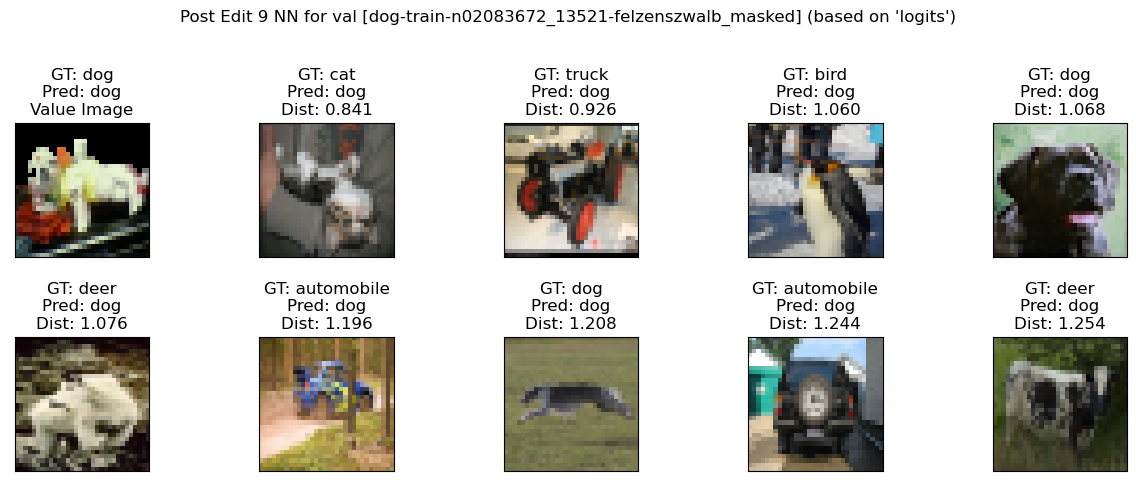 Post Edit 9 NN for val [dog-train-n02083672_13521-felzenszwalb_masked] (based on 'logits')
GT: dog
Pred: dog
Value Image
GT: cat
Pred: dog
Dist: 0.841
GT: truck
Pred: dog
Dist: 0.926
GT: bird
Pred: dog
Dist: 1.060
GT: dog
Pred: dog
Dist: 1.068
GT: deer
Pred: dog
Dist: 1.076
GT: automobile
Pred: dog
Dist: 1.196
GT: dog
Pred: dog
Dist: 1.208
GT: automobile
Pred: dog
Dist: 1.244
GT: deer
Pred: dog
Dist: 1.254